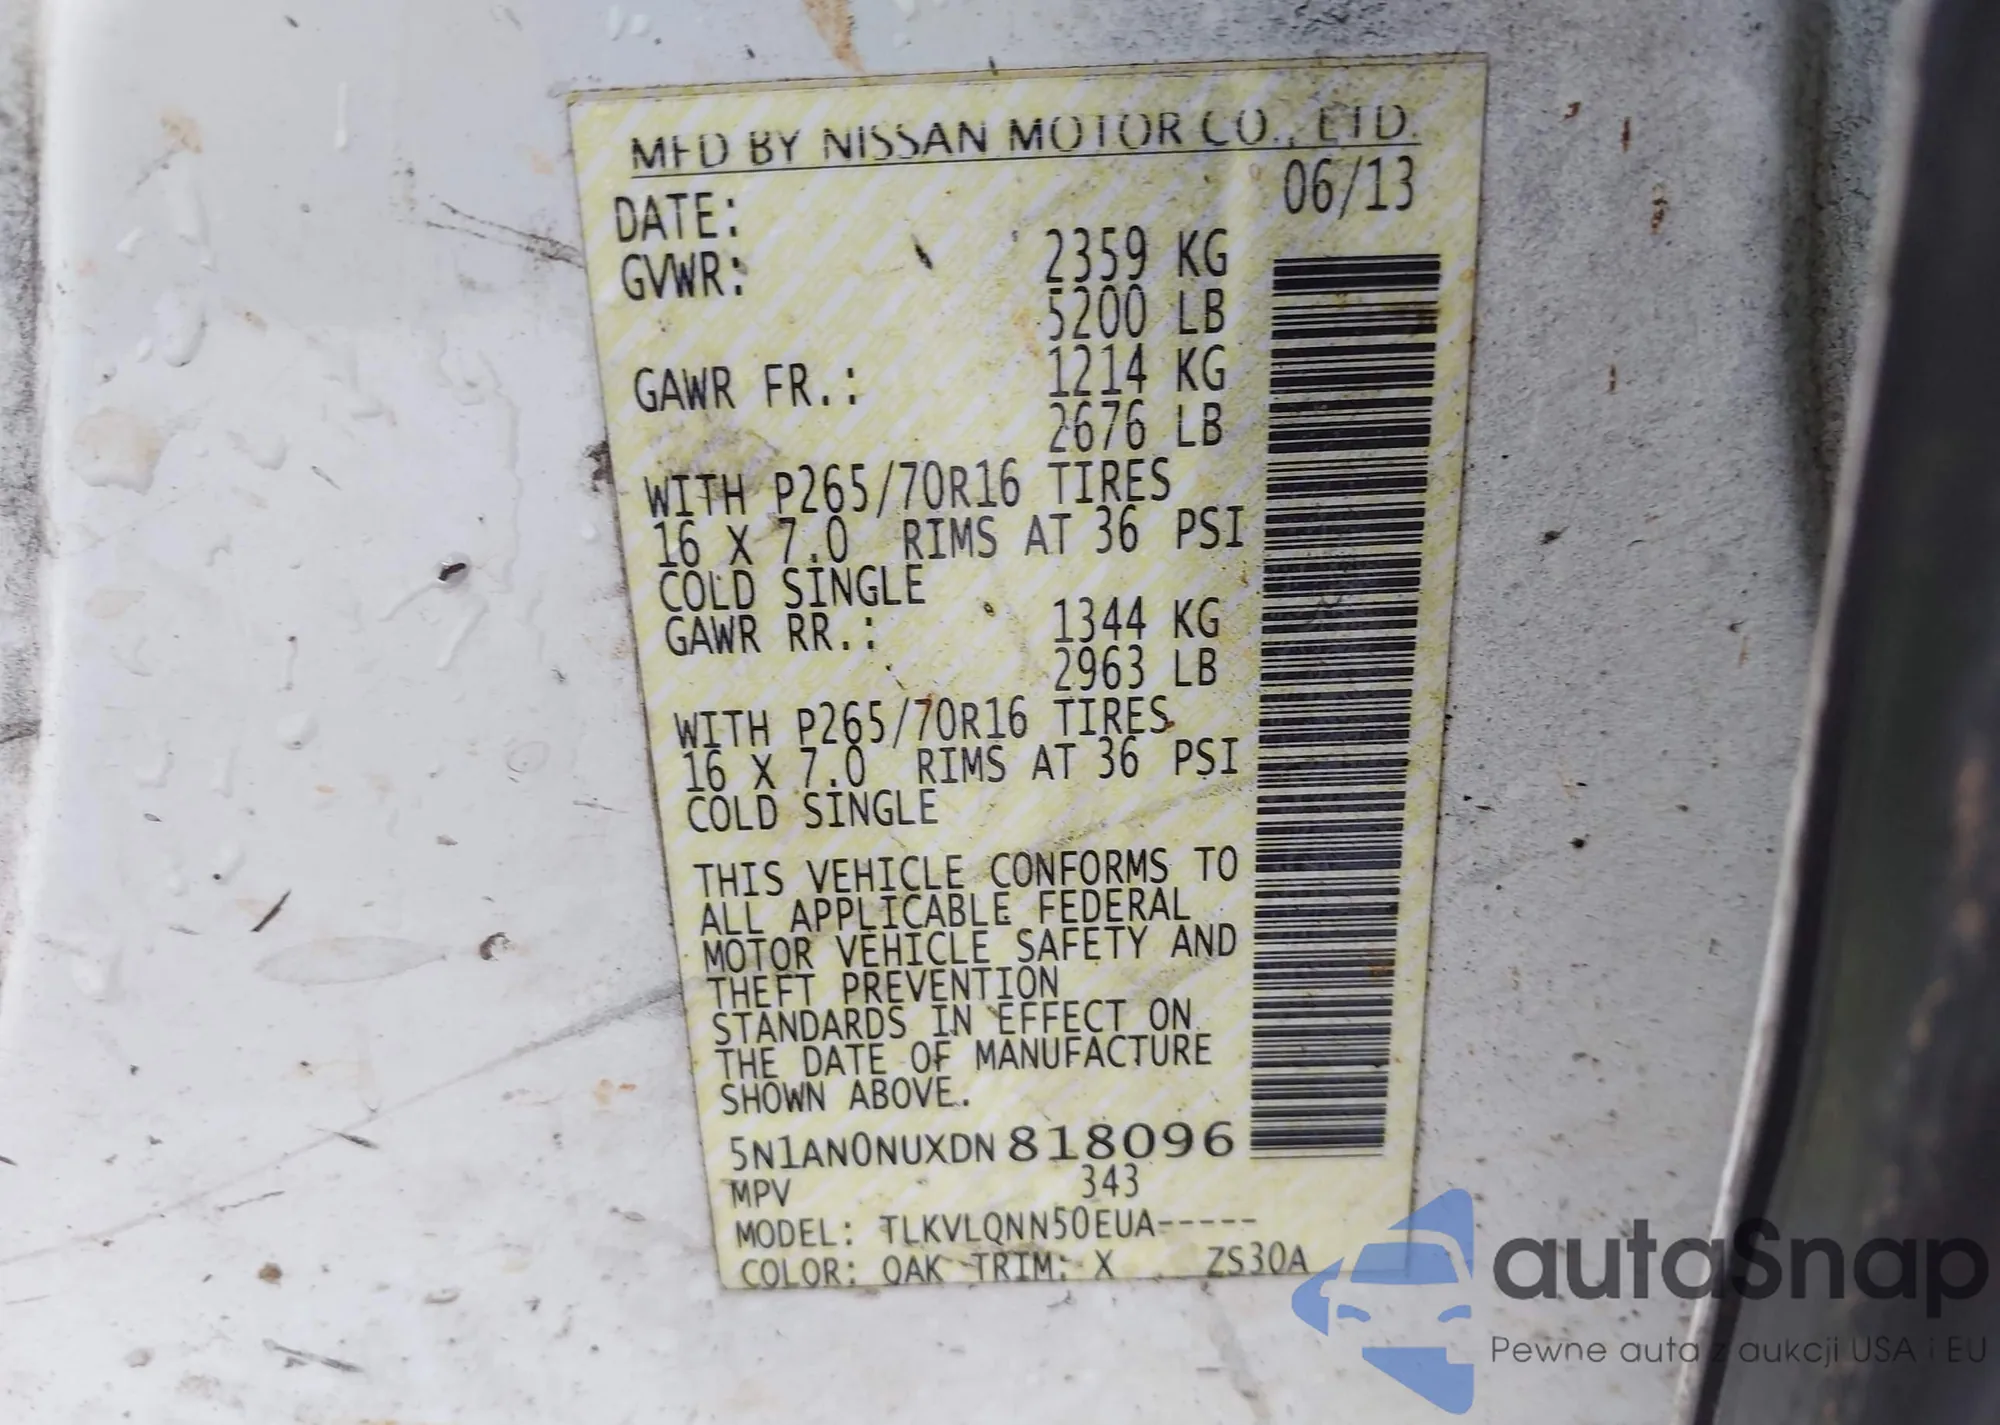 MFD BY NISSAN MOTOR CO., LTD.
DATE: 06/13
GVWR: 2359 KG
5200 LB
GAWR FR.: 1214 KG
2676 LB
WITH P265/70R16 TIRES
16 X 7.0 RIMS AT 36 PSI
COLD SINGLE
GAWR RR.: 1344 KG
2963 LB
WITH P265/70R16 TIRES
16 X 7.0 RIMS AT 36 PSI
COLD SINGLE
THIS VEHICLE CONFORMS TO
ALL APPLICABLE FEDERAL
MOTOR VEHICLE SAFETY AND
THEFT PREVENTION
STANDARDS IN EFFECT ON
THE DATE OF MANUFACTURE
SHOWN ABOVE.
5N1AN0NUXDN 818096
MPV 343
MODEL: TLKVLQNN50EUA-----
COLOR: QAK TRIM: X ZS30A
autaSnap
Pewne auta z aukcji USA i EU